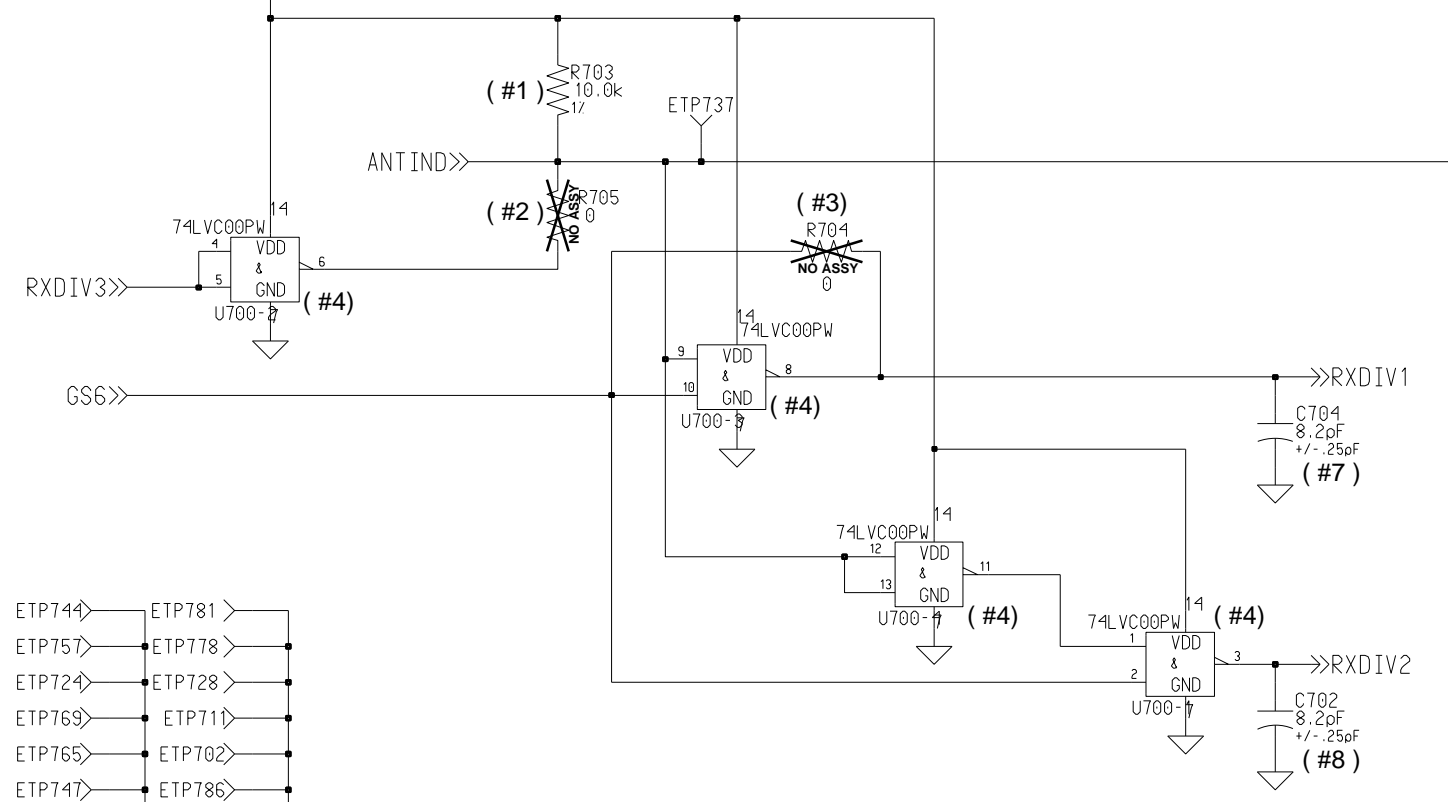 R703
( #1 )
10.0k
1%
ETP737
ANTIND
( #2 )
R705
0
NO ASSY
( #3)
R704
NO ASSY
0
14
74LVC00PW
4
VDD
6
&
5
GND
RXDIV3
( #4)
U700-2
7
14
74LVC00PW
9
VDD
8
&
10
GND
GS6
( #4)
U700-3
7
RXDIV1
C704
8.2pF
+/-.25pF
( #7 )
14
74LVC00PW
12
VDD
11
&
13
GND
U700-4
7
( #4)
14
74LVC00PW
( #4)
1
VDD
3
&
2
GND
U700-1
7
RXDIV2
C702
8.2pF
+/-.25pF
( #8 )
ETP744 ETP781
ETP757 ETP778
ETP724 ETP728
ETP769 ETP711
ETP765 ETP702
ETP747 ETP786